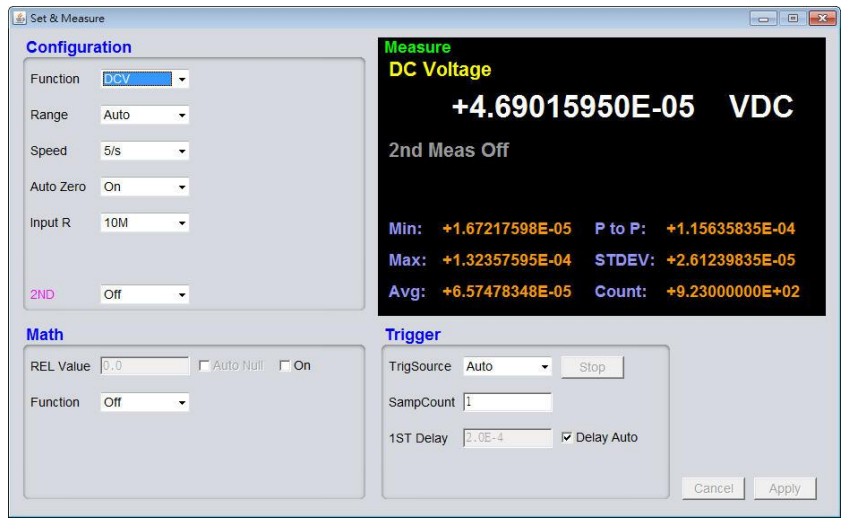 Set & Measure
Configuration
Function DCV
Range Auto
Speed 5/s
Auto Zero On
Input R 10M
2ND Off
Measure
DC Voltage
+4.69015950E-05 VDC
2nd Meas Off
Min: +1.67217598E-05 P to P: +1.15635835E-04
Max: +1.32357595E-04 STDEV: +2.61239835E-05
Avg: +6.57478348E-05 Count: +9.23000000E+02
Math
REL Value 0.0 Auto Null On
Function Off
Trigger
TrigSource Auto Stop
SampCount 1
1ST Delay 2.0E-4 Delay Auto
Cancel Apply